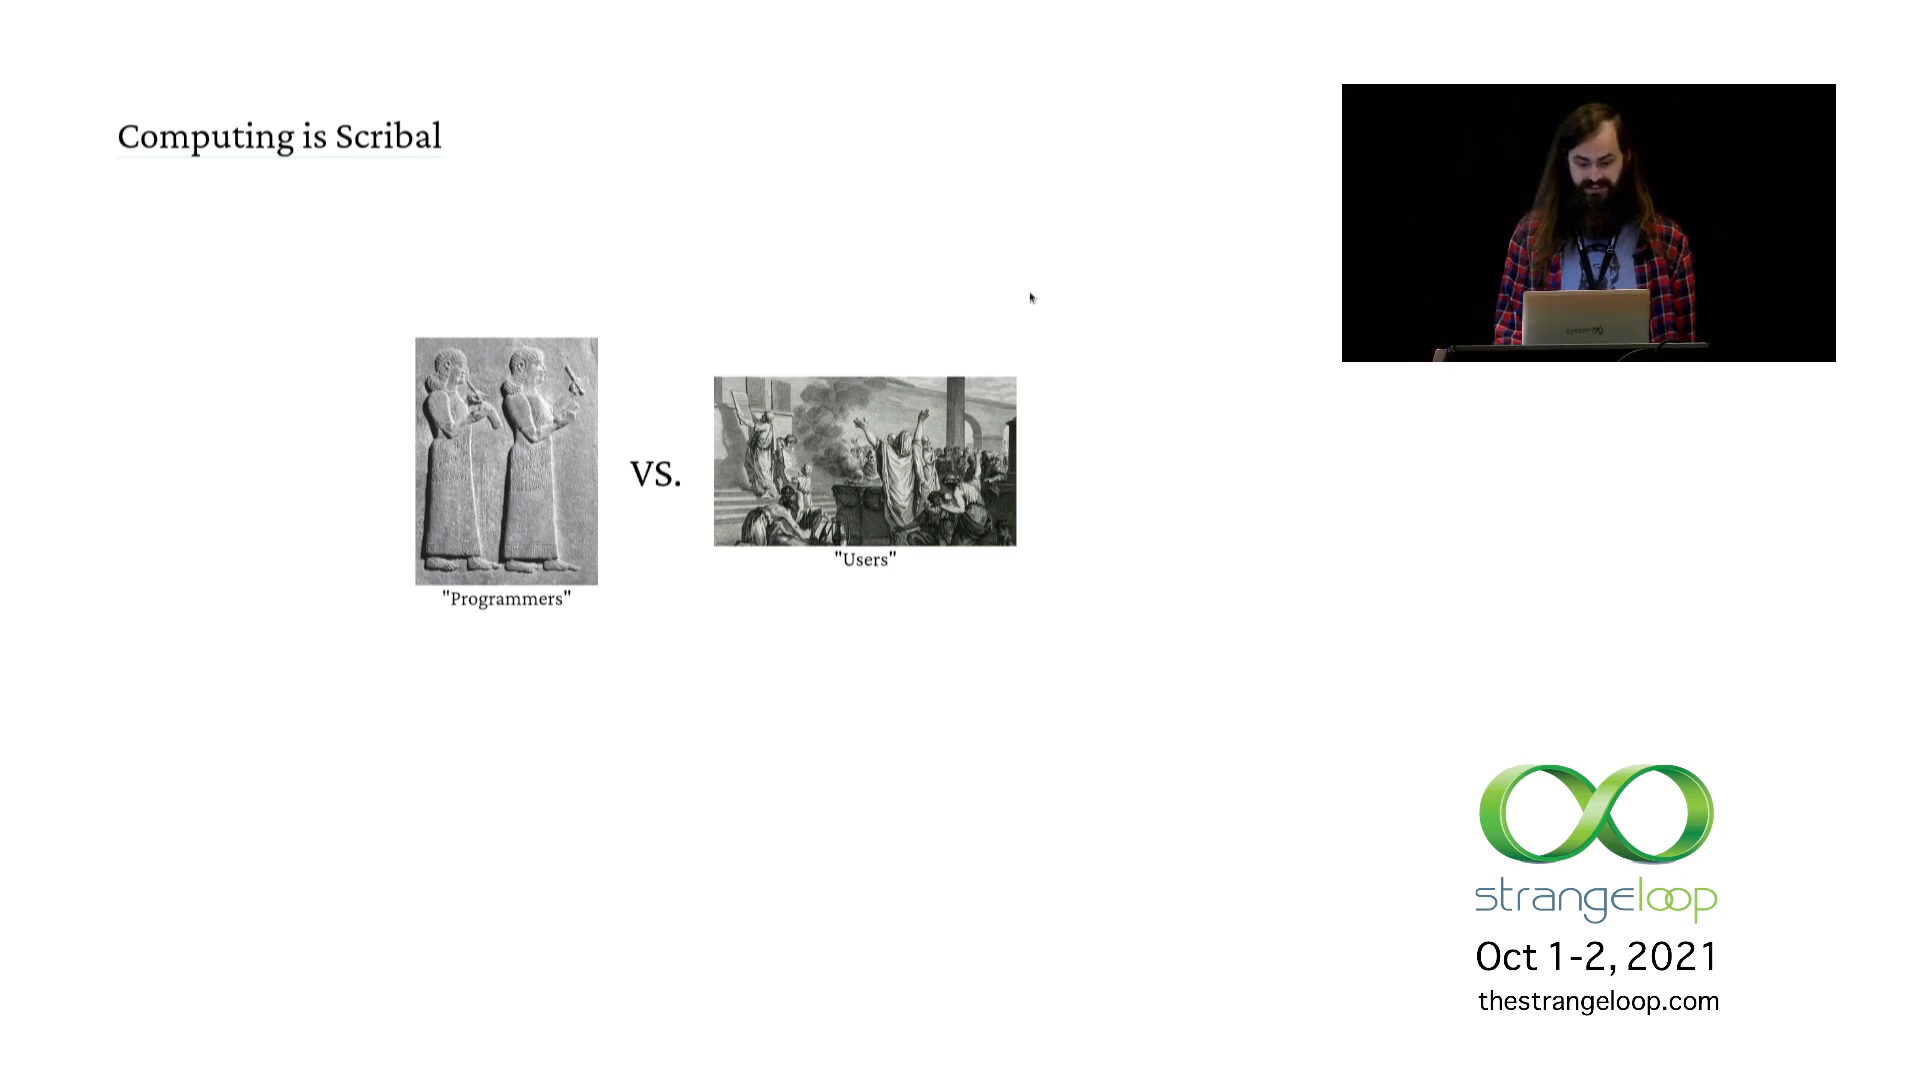 Computing is Scribal
VS.
"Programmers"
"Users"
strangeloop
Oct 1-2, 2021
thestrangeloop.com